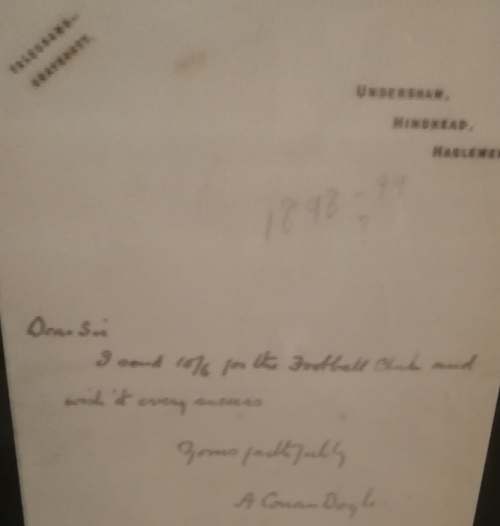 TELEGRAMS—
GRAYSHOTT.
UNDERSHAW,
HINDHEAD,
HASLEME
1898-99
?
Dear Sir
I send 10/6 for the Football Club and
wish it every success
Yours faithfully
A Conan Doyle.